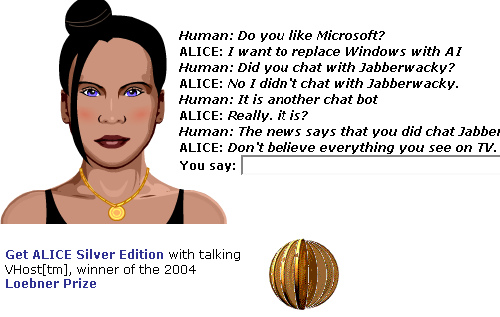 Human: Do you like Microsoft?
ALICE: I want to replace Windows with AI
Human: Did you chat with Jabberwacky?
ALICE: No I didn't chat with Jabberwacky.
Human: It is another chat bot
ALICE: Really. it is?
Human: The news says that you did chat Jabber
ALICE: Don't believe everything you see on TV.
You say:
Get ALICE Silver Edition with talking
VHost[tm], winner of the 2004
Loebner Prize